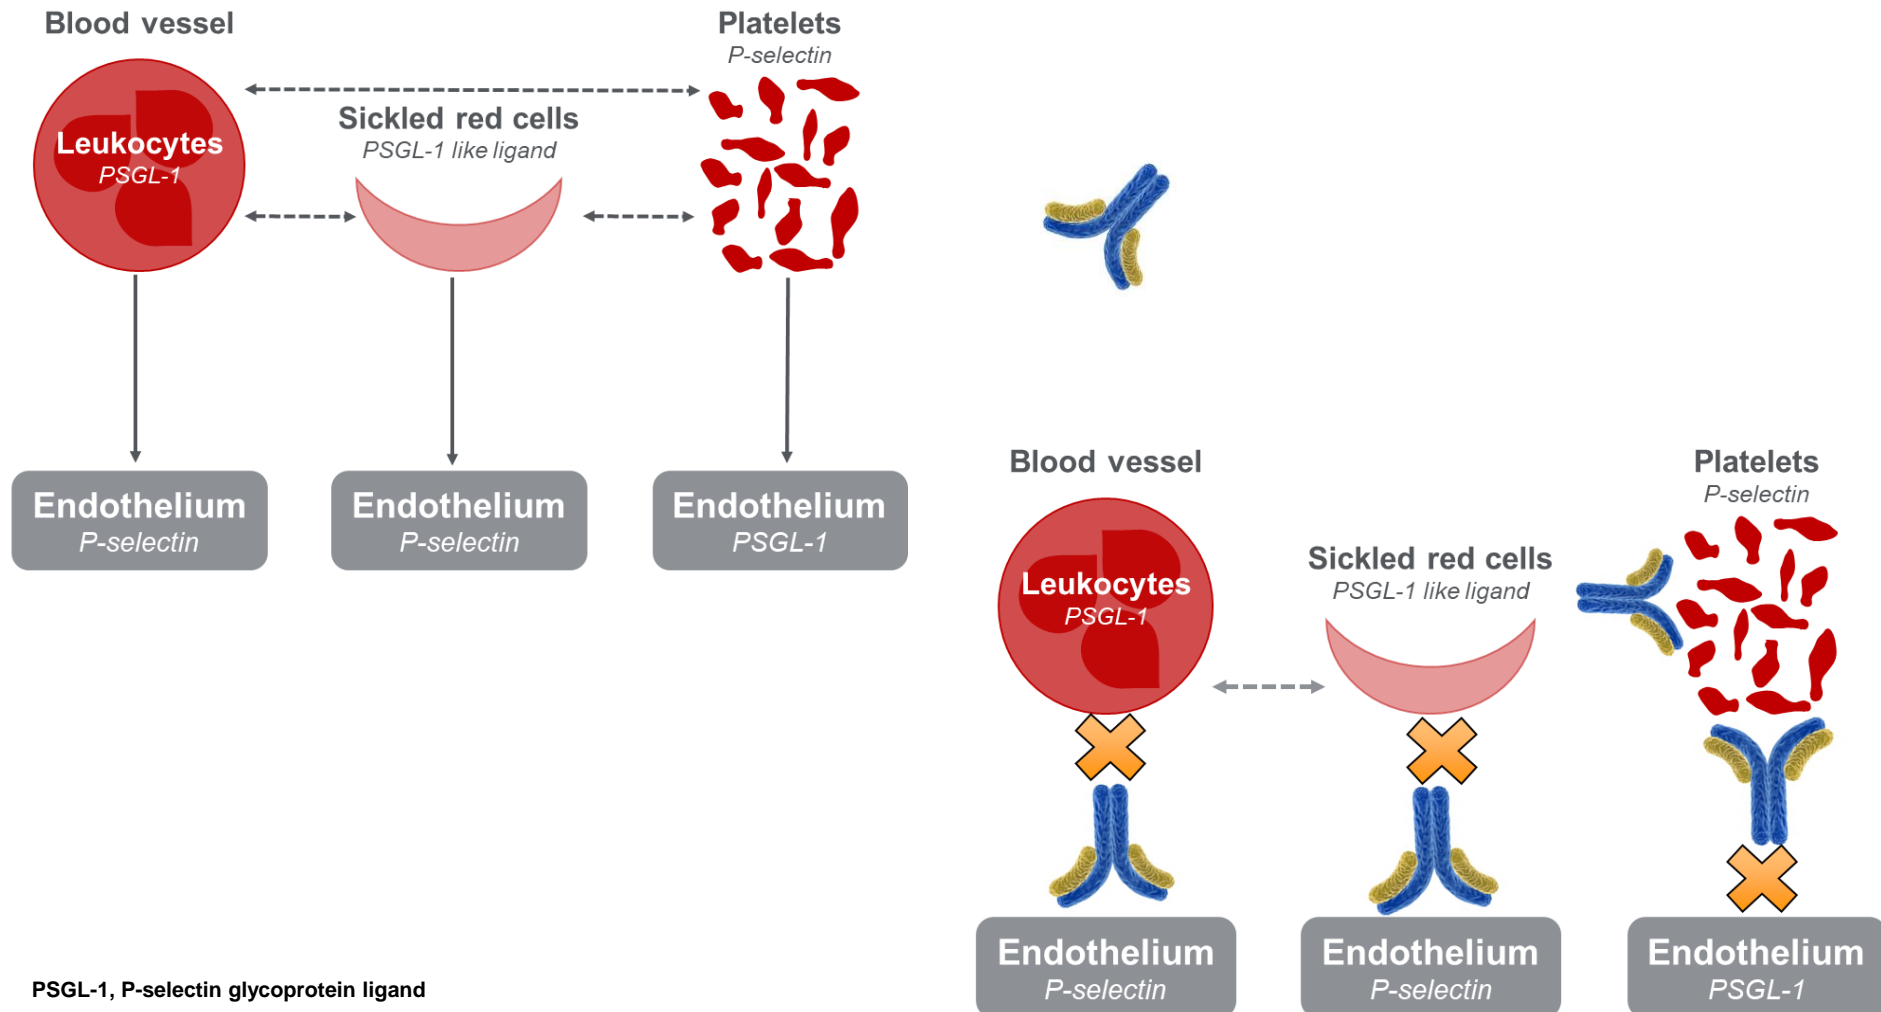 Blood vessel
Platelets
P-selectin
Sickled red cells
PSGL-1 like ligand
Leukocytes
PSGL-1
Endothelium
P-selectin
Endothelium
P-selectin
Endothelium
PSGL-1
Blood vessel
Platelets
P-selectin
Sickled red cells
PSGL-1 like ligand
Leukocytes
PSGL-1
Endothelium
P-selectin
Endothelium
P-selectin
Endothelium
PSGL-1
PSGL-1, P-selectin glycoprotein ligand